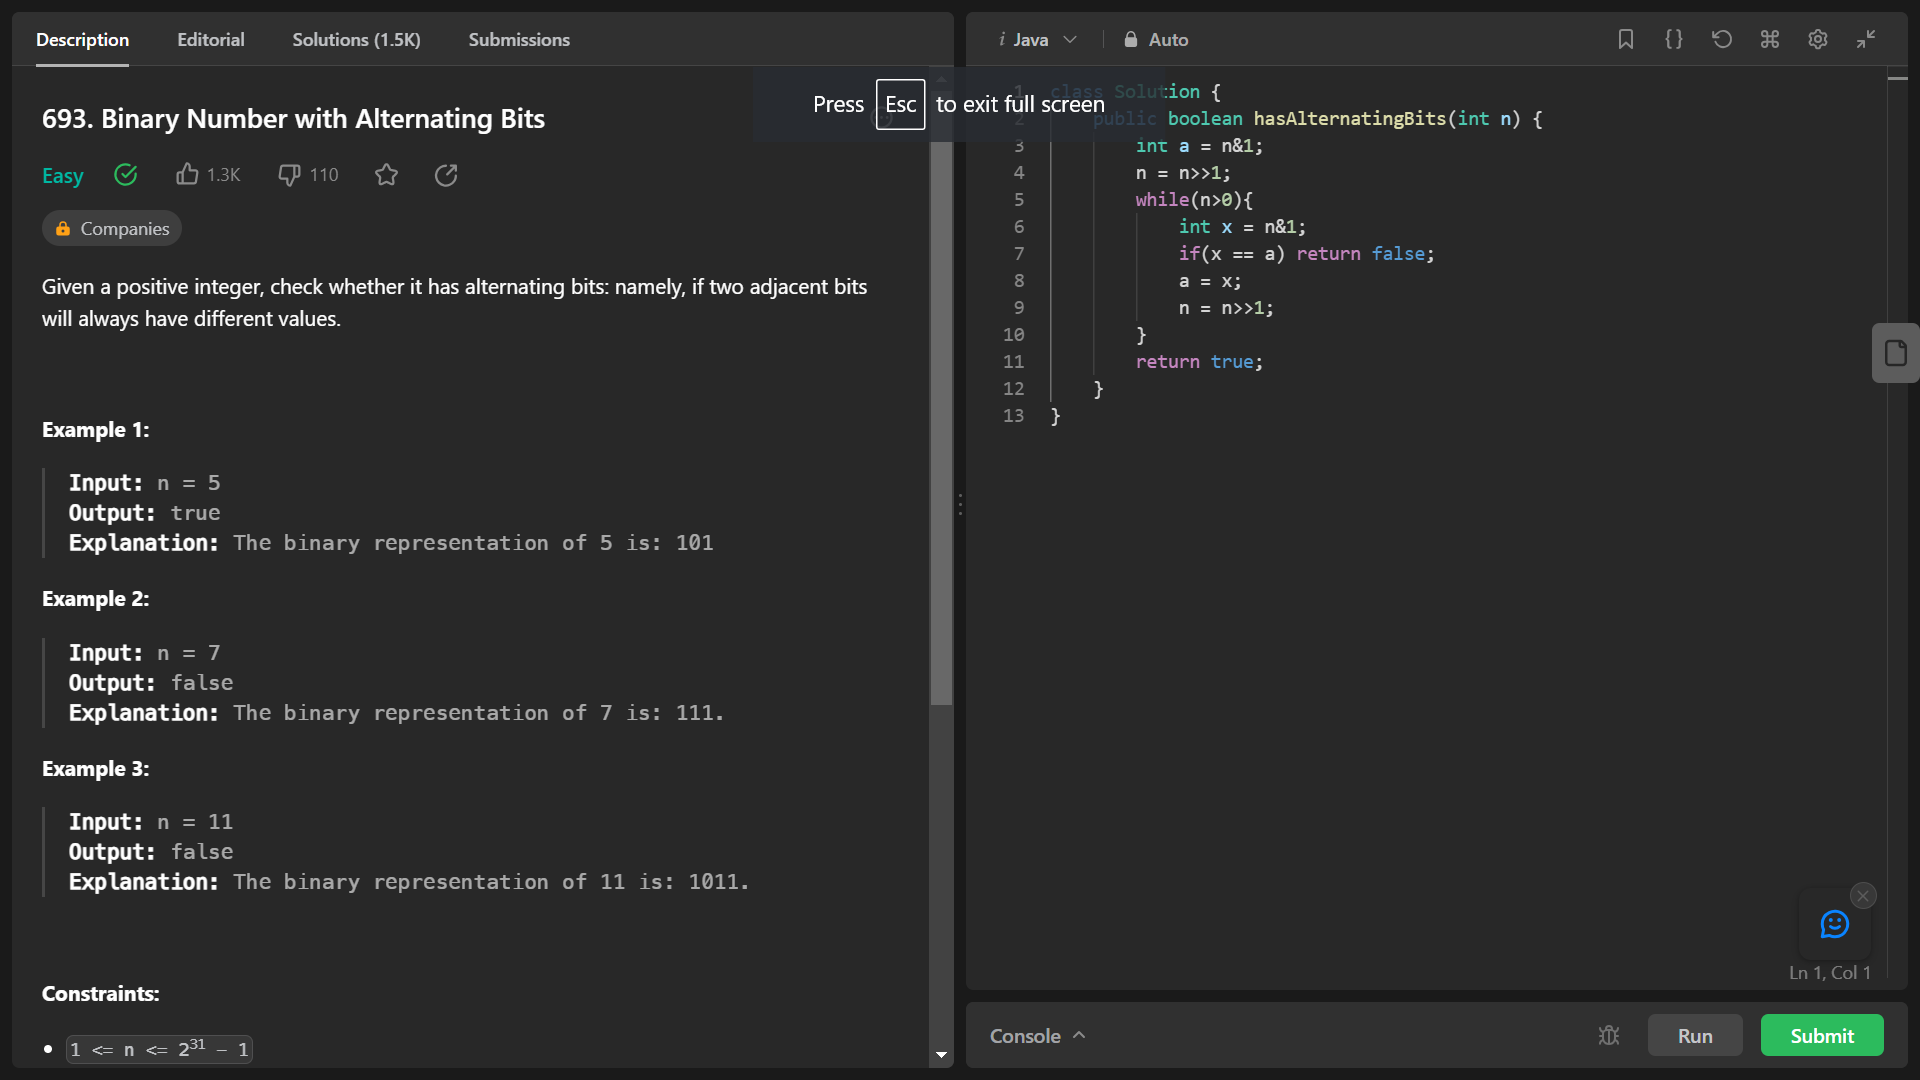 Description Editorial Solutions (1.5K) Submissions
693. Binary Number with Alternating Bits
Easy 1.3K 110
Companies
Given a positive integer, check whether it has alternating bits: namely, if two adjacent bits
will always have different values.
Example 1:
Input: n = 5
Output: true
Explanation: The binary representation of 5 is: 101
Example 2:
Input: n = 7
Output: false
Explanation: The binary representation of 7 is: 111.
Example 3:
Input: n = 11
Output: false
Explanation: The binary representation of 11 is: 1011.
Constraints:
• 1 <= n <= 2³¹ - 1
Press Esc to exit full screen
i Java Auto
{}
1 class Solution {
2 public boolean hasAlternatingBits(int n) {
3 int a = n&1;
4 n = n>>1;
5 while(n>0){
6 int x = n&1;
7 if(x == a) return false;
8 a = x;
9 n = n>>1;
10 }
11 return true;
12 }
13 }
Ln 1, Col 1
Console Run Submit